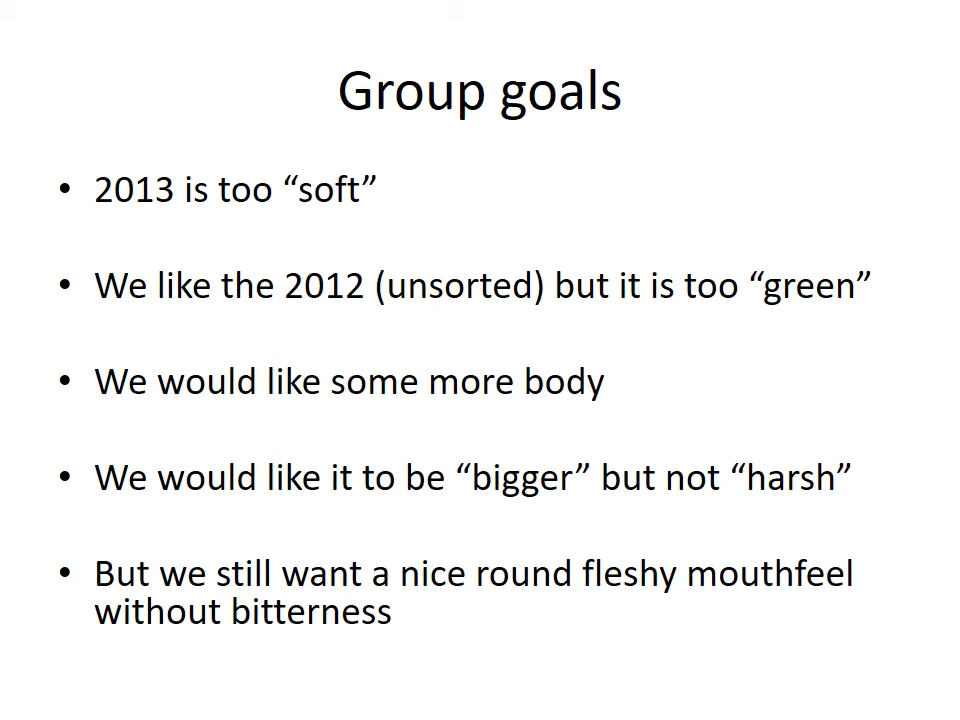 Group goals
• 2013 is too “soft”
• We like the 2012 (unsorted) but it is too “green”
• We would like some more body
• We would like it to be “bigger” but not “harsh”
• But we still want a nice round fleshy mouthfeel
without bitterness